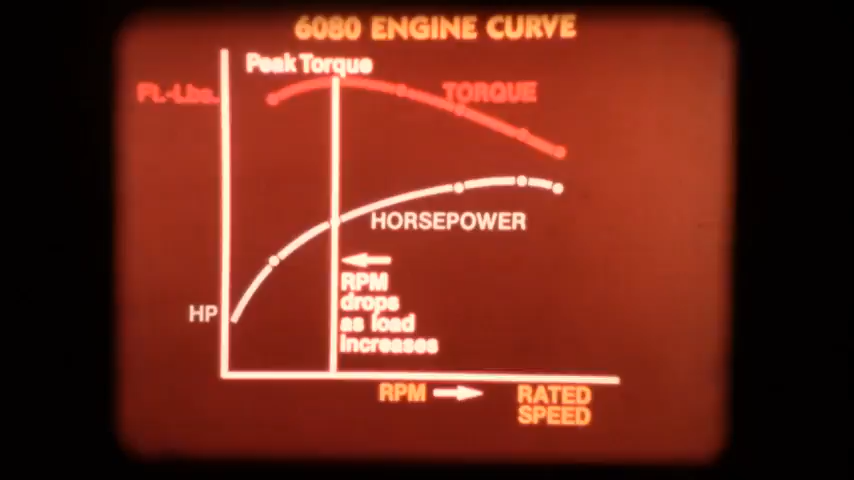 6080 ENGINE CURVE
Peak Torque
Ft.-Lbs.
TORQUE
HORSEPOWER
RPM
drops
as load
increases
HP
RPM
RATED
SPEED